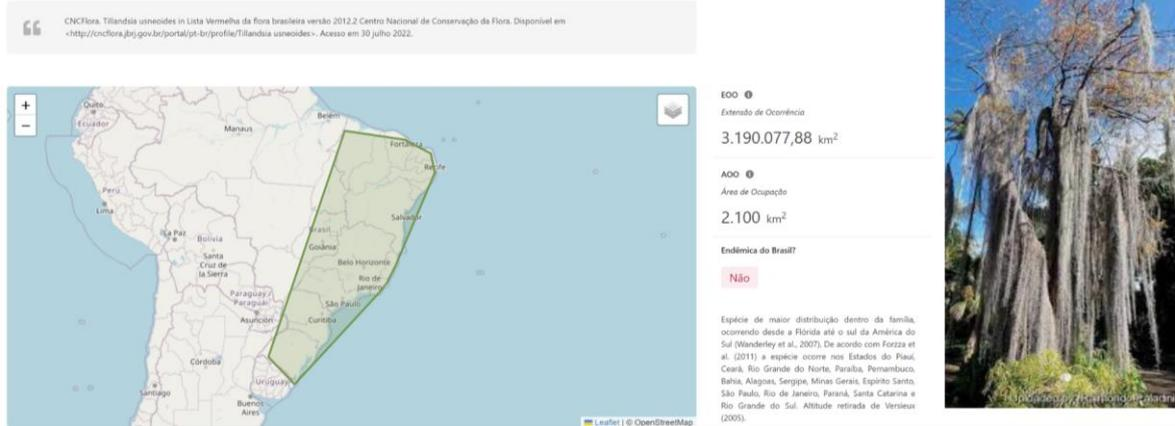 CNCFlora. Tillandsia usneoides in Lista Vermelha da flora brasileira versão 2012.2 Centro Nacional de Conservação da Flora. Disponível em
<http://cncflora.jbrj.gov.br/portal/pt-br/profile/Tillandsia usneoides>. Acesso em 30 julho 2022.
+
−
Quito
Ecuador
Manaus
Belém
Fortaleza
Recife
Perú
Lima
Salvador
La Paz
Bolivia
Brasil
Santa
Cruz de
la Sierra
Goiânia
Belo Horizonte
Rio de
Janeiro
Paraguay /
Paraguái
São Paulo
Asunción
Curitiba
Córdoba
Uruguay
Santiago
Buenos
Aires
Leaflet | © OpenStreetMap
EOO
Extensão de Ocorrência
3.190.077,88 km²
AOO
Área de Ocupação
2.100 km²
Endêmica do Brasil?
Não
Espécie de maior distribuição dentro da família,
ocorrendo desde a Flórida até o sul da América do
Sul (Wanderley et al., 2007). De acordo com Forzza et
al. (2011) a espécie ocorre nos Estados do Piauí,
Ceará, Rio Grande do Norte, Paraíba, Pernambuco,
Bahia, Alagoas, Sergipe, Minas Gerais, Espírito Santo,
São Paulo, Rio de Janeiro, Paraná, Santa Catarina e
Rio Grande do Sul. Altitude retirada de Versieux
(2005).